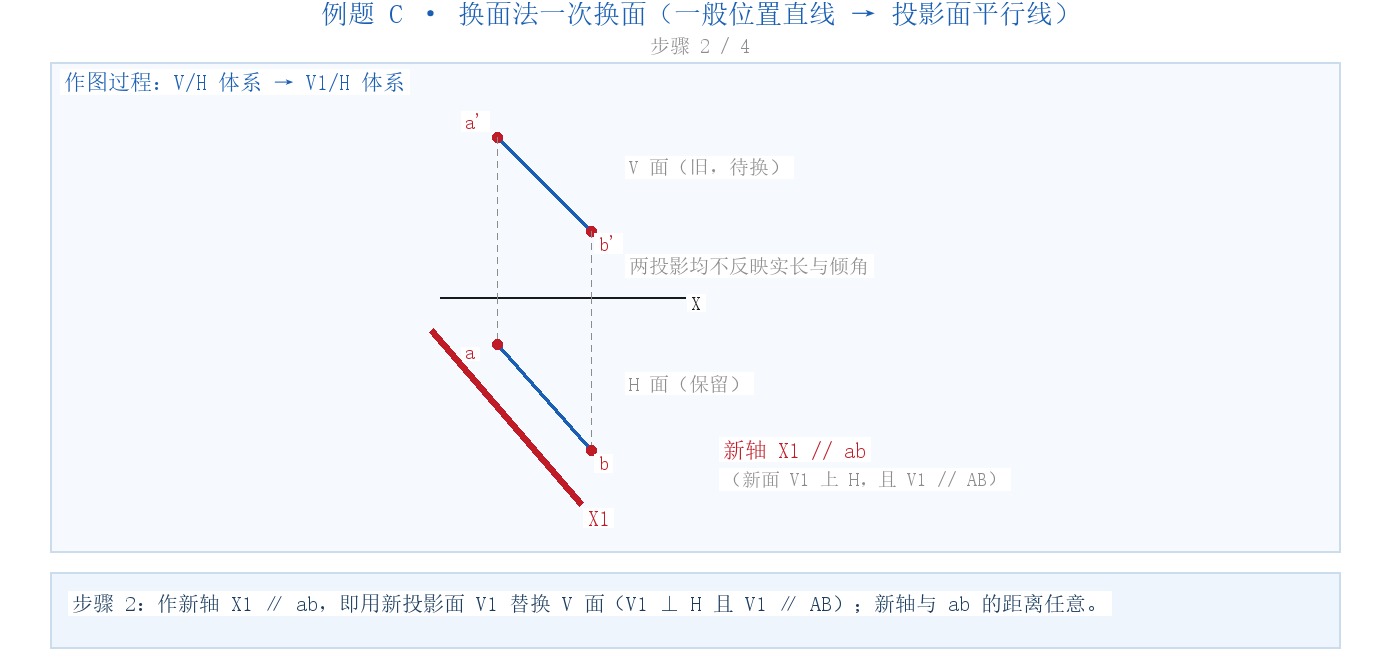 例题 C · 换面法一次换面（一般位置直线 → 投影面平行线）
步骤 2 / 4
作图过程: V/H 体系 → V1/H 体系
a'
V 面（旧, 待换）
b'
两投影均不反映实长与倾角
X
a
H 面（保留）
新轴 X1 // ab
b
（新面 V1 上 H, 且 V1 // AB）
X1
步骤 2: 作新轴 X1 ∥ ab, 即用新投影面 V1 替换 V 面（V1 ⊥ H 且 V1 ∥ AB）; 新轴与 ab 的距离任意。